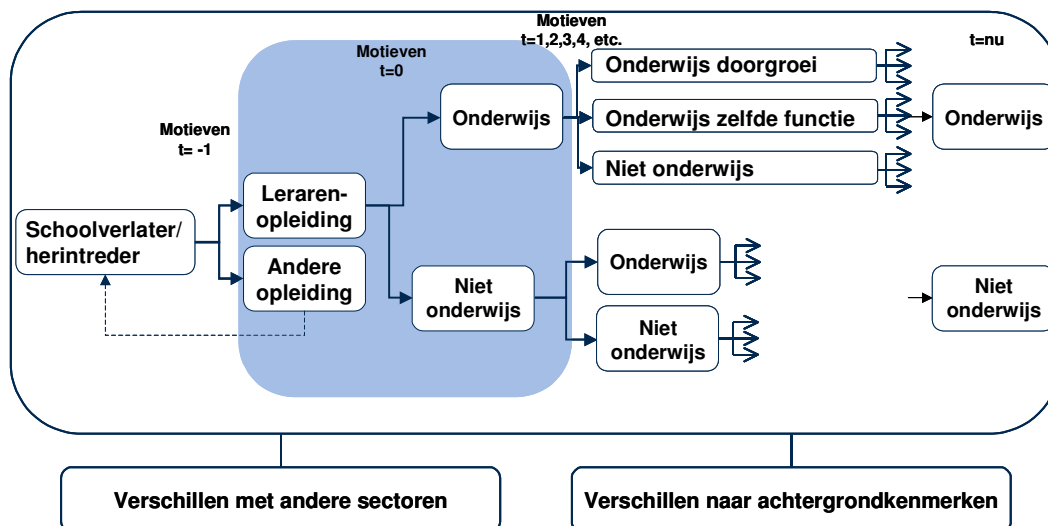 Motieven
t= -1
Motieven
t=0
Motieven
t=1,2,3,4, etc.
t=nu
Schoolverlater/
herintreder
Leraren-
opleiding
Andere
opleiding
Onderwijs
Niet
onderwijs
Onderwijs doorgroei
Onderwijs zelfde functie
Niet onderwijs
Onderwijs
Niet
onderwijs
Onderwijs
Niet
onderwijs
Verschillen met andere sectoren
Verschillen naar achtergrondkenmerken